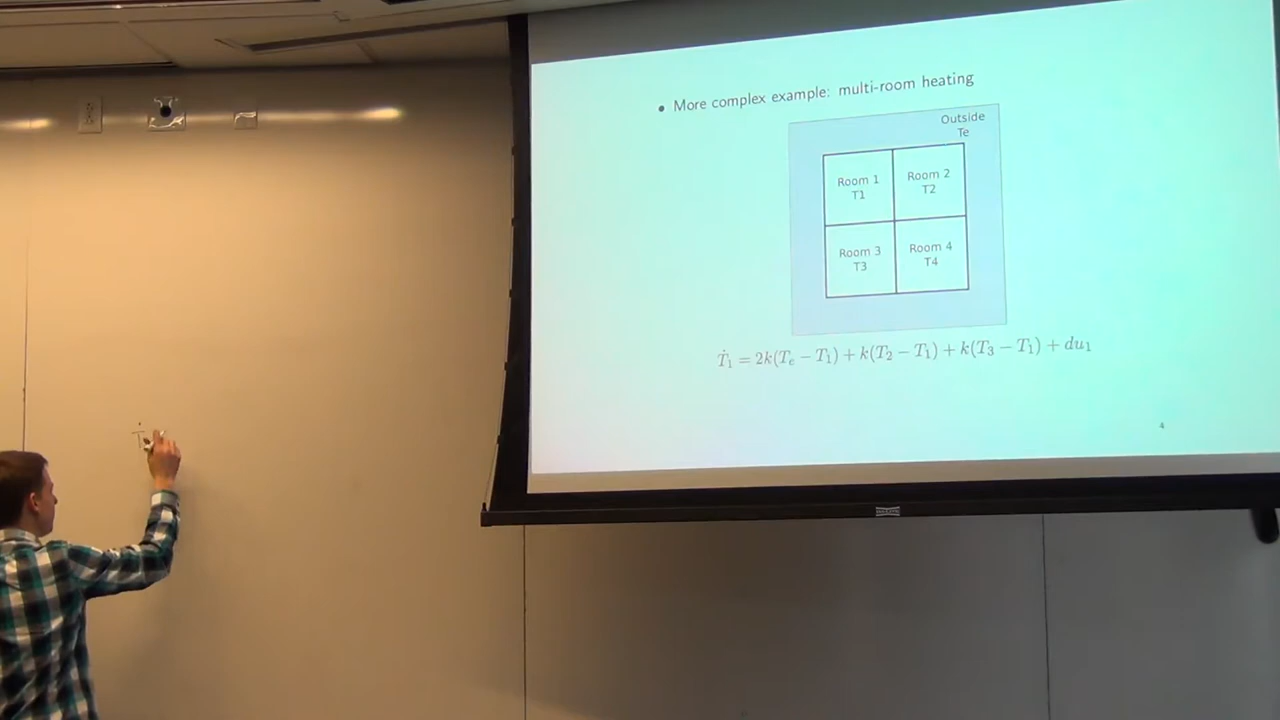 • More complex example: multi-room heating
Outside
Te
Room 1
T1
Room 2
T2
Room 3
T3
Room 4
T4
Ṫ₁ = 2k(Tₑ − T₁) + k(T₂ − T₁) + k(T₃ − T₁) + du₁
4